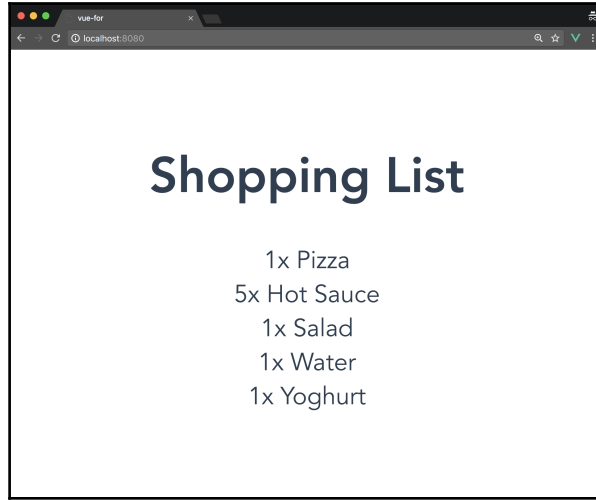 vue-for
localhost:8080
Shopping List
1x Pizza
5x Hot Sauce
1x Salad
1x Water
1x Yoghurt